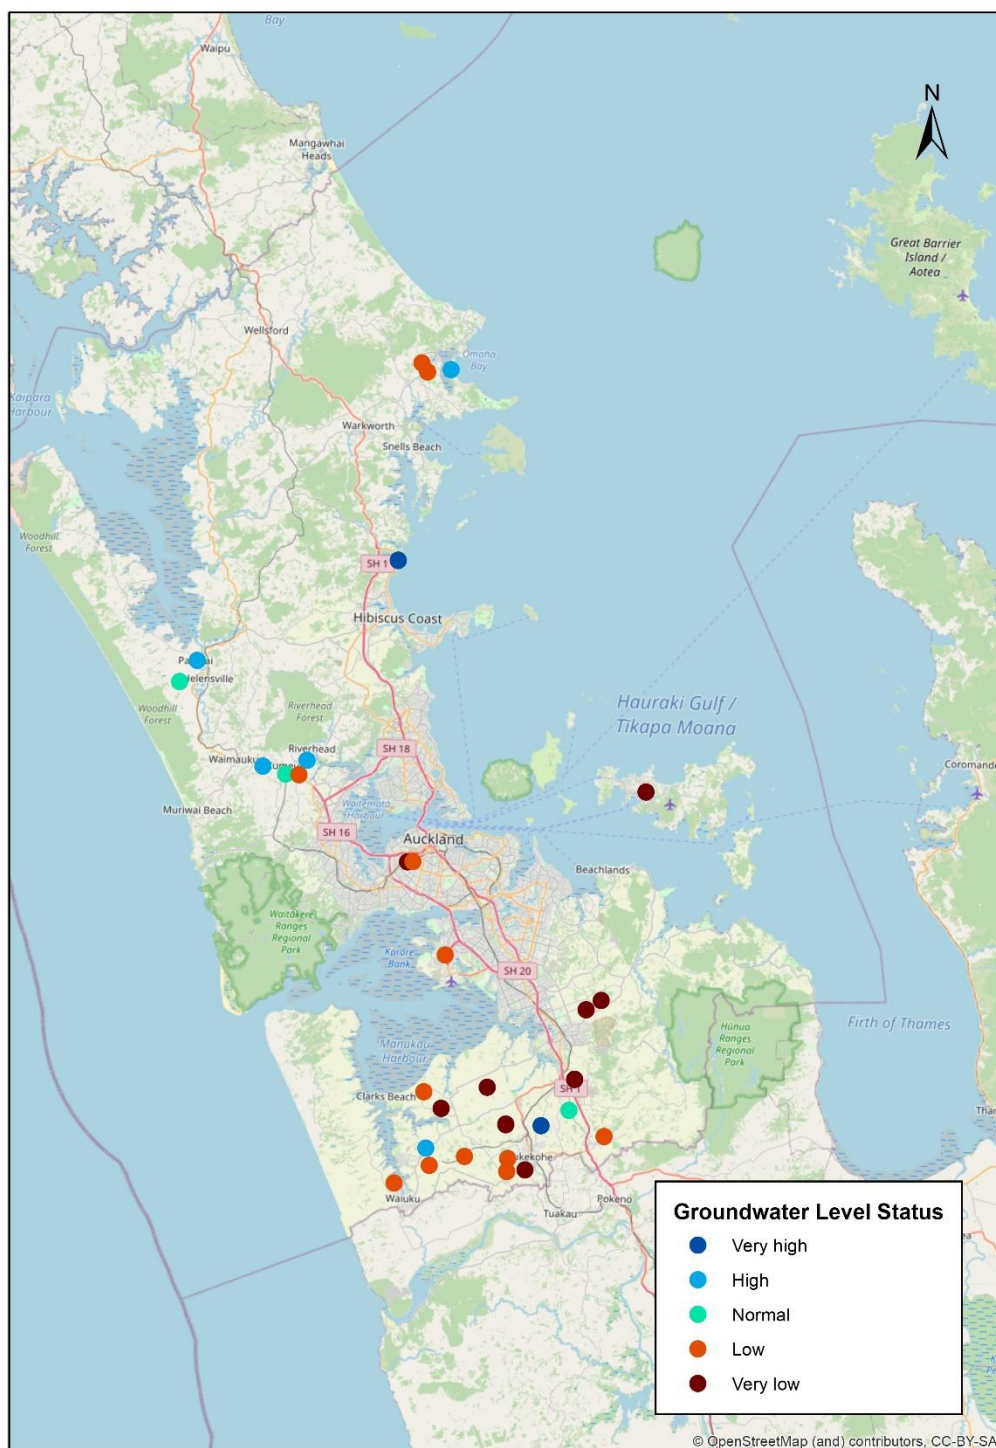 Bay
Waipu
N
Mangawhai
Heads
Great Barrier
Island /
Aotea
Wellsford
Omaha
Bay
Kaipara
Harbour
Warkworth
Snells Beach
Woodhill
Forest
SH 1
Hibiscus Coast
Helensville
Woodhill
Forest
Riverhead
Forest
Hauraki Gulf /
Tikapa Moana
Riverhead
SH 18
Waimauku
Coromande
Muriwai Beach
Waitematā
Harbour
SH 16
Auckland
Beachlands
Waitākere
Ranges
Regional
Park
Karore
Bank
SH 20
Firth of Thames
Hūnua
Ranges
Regional
Park
Manukau
Harbour
SH 1
Clarks Beach
Tha
ukekohe
Waiuku
Pokeno
Tuakau
Groundwater Level Status
Very high
High
Normal
Low
Very low
© OpenStreetMap (and) contributors, CC-BY-SA